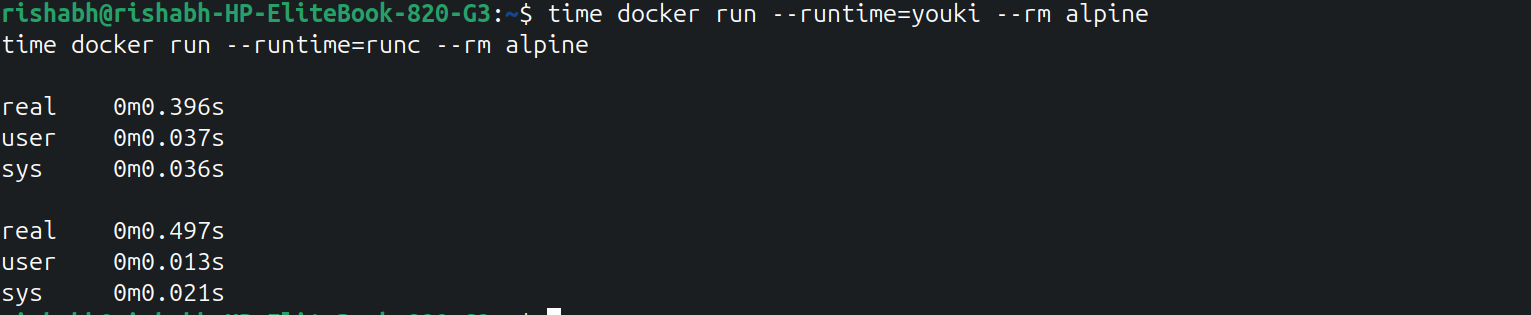 rishabh@rishabh-HP-EliteBook-820-G3:~$ time docker run --runtime=youki --rm alpine
time docker run --runtime=runc --rm alpine
real 0m0.396s
user 0m0.037s
sys 0m0.036s
real 0m0.497s
user 0m0.013s
sys 0m0.021s